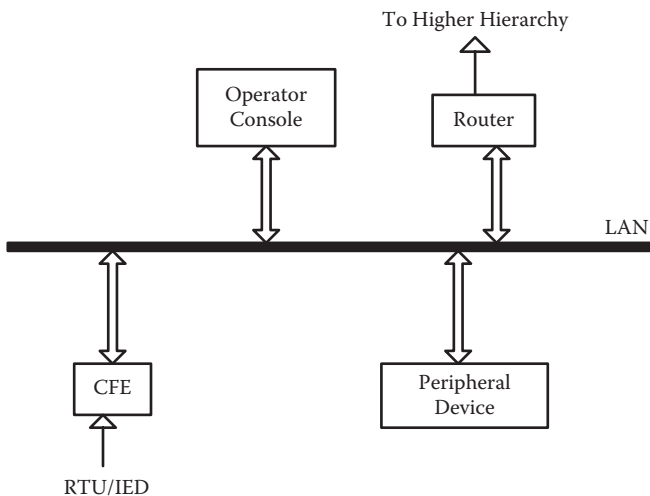 To Higher Hierarchy
Operator
Console
Router
LAN
CFE
Peripheral
Device
RTU/IED